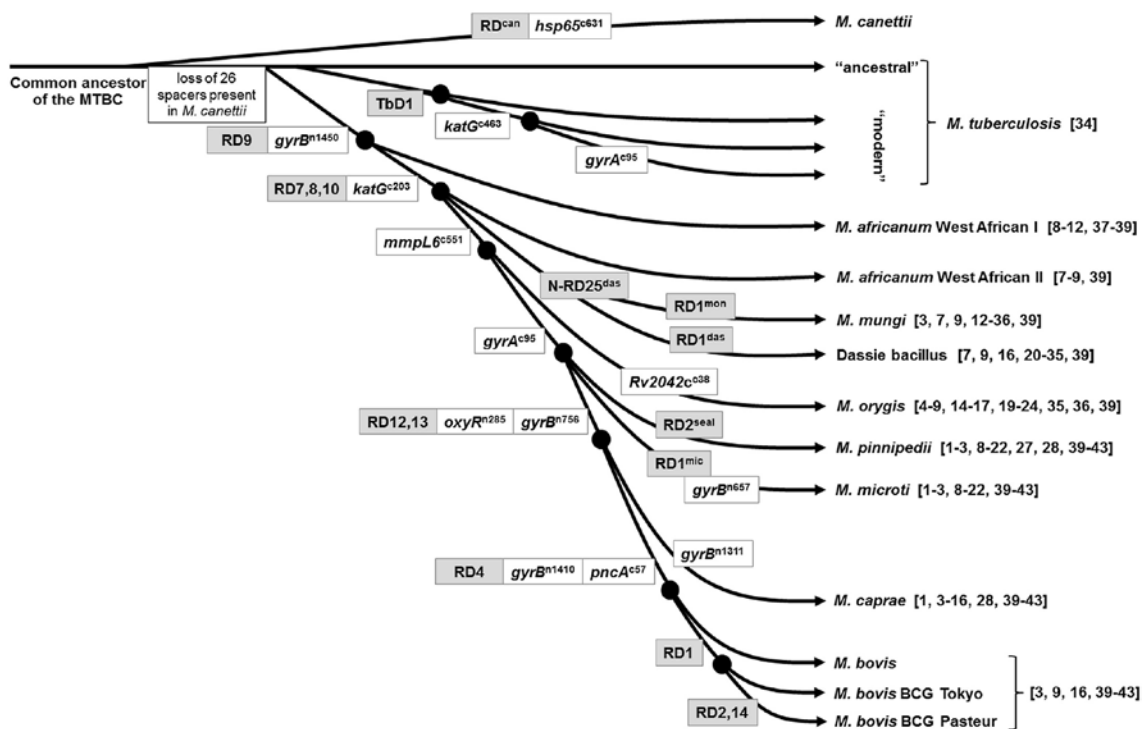 RDcan hsp65c631
M. canettii
Common ancestor
of the MTBC
loss of 26
spacers present
in M. canettii
"ancestral"
TbD1
katGc463
gyrAc95
"modern"
M. tuberculosis [34]
RD9 gyrBn1450
RD7,8,10 katGc203
M. africanum West African I [8-12, 37-39]
mmpL6c551
M. africanum West African II [7-9, 39]
N-RD25das
RD1mon
M. mungi [3, 7, 9, 12-36, 39]
RD1das
gyrAc95
Dassie bacillus [7, 9, 16, 20-35, 39]
Rv2042cc38
M. orygis [4-9, 14-17, 19-24, 35, 36, 39]
RD12,13 oxyRn285 gyrBn756
RD2seal
M. pinnipedii [1-3, 8-22, 27, 28, 39-43]
RD1mic
gyrBn657
M. microti [1-3, 8-22, 39-43]
gyrBn1311
RD4 gyrBn1410 pncAc57
M. caprae [1, 3-16, 28, 39-43]
RD1
M. bovis
M. bovis BCG Tokyo
[3, 9, 16, 39-43]
RD2,14
M. bovis BCG Pasteur